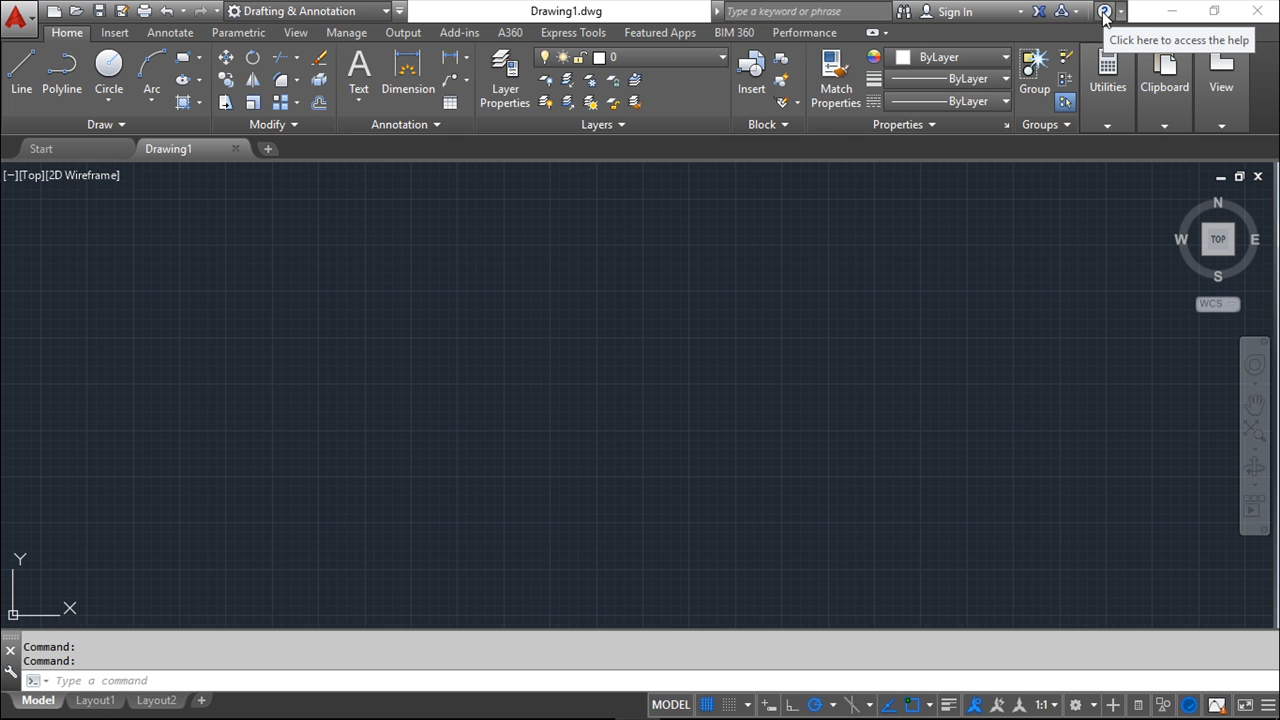 Drafting & Annotation
Drawing1.dwg
Type a keyword or phrase
Sign In
Click here to access the help
Home
Insert
Annotate
Parametric
View
Manage
Output
Add-ins
A360
Express Tools
Featured Apps
BIM 360
Performance
Line
Polyline
Circle
Arc
Draw
Modify
Text
Dimension
Annotation
Layer
Properties
0
Layers
Insert
Block
Match
Properties
ByLayer
ByLayer
ByLayer
Properties
Group
Groups
Utilities
Clipboard
View
Start
Drawing1
[−][Top][2D Wireframe]
N
W
TOP
E
S
WCS
Y
X
Command:
Command:
Type a command
Model
Layout1
Layout2
MODEL
1:1